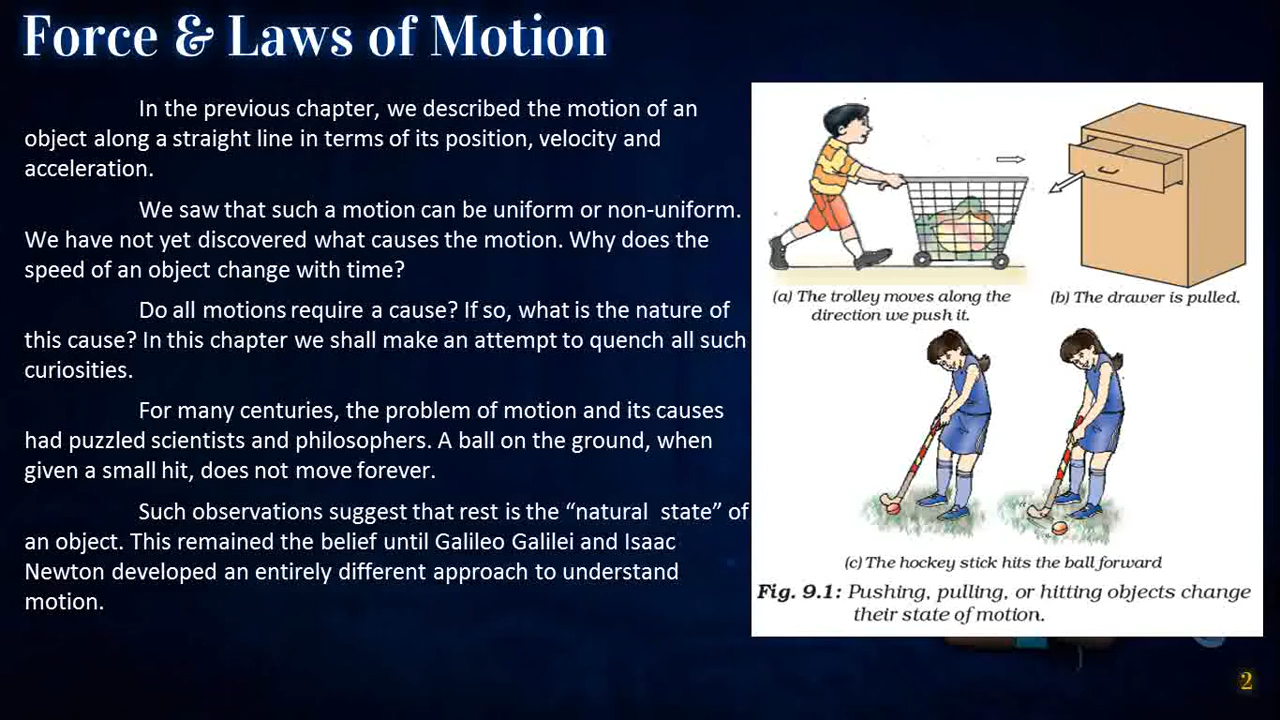 Force & Laws of Motion
In the previous chapter, we described the motion of an
object along a straight line in terms of its position, velocity and
acceleration.
We saw that such a motion can be uniform or non-uniform.
We have not yet discovered what causes the motion. Why does the
speed of an object change with time?
Do all motions require a cause? If so, what is the nature of
this cause? In this chapter we shall make an attempt to quench all such
curiosities.
For many centuries, the problem of motion and its causes
had puzzled scientists and philosophers. A ball on the ground, when
given a small hit, does not move forever.
Such observations suggest that rest is the “natural state” of
an object. This remained the belief until Galileo Galilei and Isaac
Newton developed an entirely different approach to understand
motion.
(a) The trolley moves along the
direction we push it.
(b) The drawer is pulled.
(c) The hockey stick hits the ball forward
Fig. 9.1: Pushing, pulling, or hitting objects change
their state of motion.
2